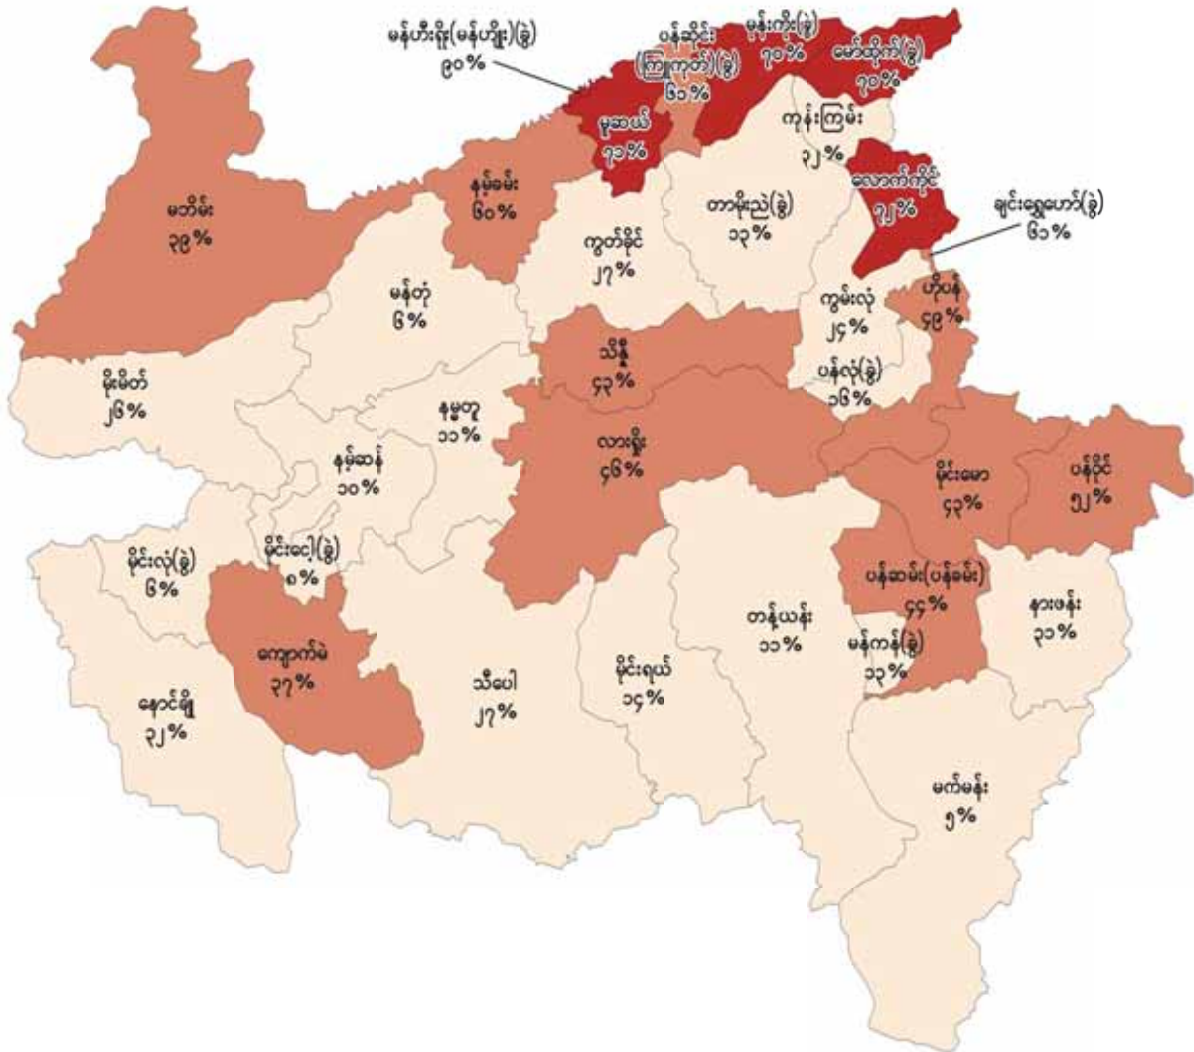 မန်ဟီးရိုး(မန်ဟျိုး)(ခွဲ)
၉၀%
ပန်ဆိုင်း
(ကြူကုတ်)(ခွဲ)
၆၁%
မုန်းကိုး(ခွဲ)
၇၀%
မော်ထိုက်(ခွဲ)
၇၀%
မူဆယ်
၇၁%
ကုန်းကြမ်း
၃၂%
လောက်ကိုင်
၇၂%
ချင်းရွှေဟော်(ခွဲ)
၆၁%
မဘိမ်း
၃၉%
နမ့်ခမ်း
၆၀%
ကွတ်ခိုင်
၂၇%
တာမိုးညဲ(ခွဲ)
၁၃%
မန်တုံ
၆%
ကွမ်းလုံ
၂၄%
ဟိုပန်
၄၉%
သိန္နီ
၄၃%
ပန်လုံ(ခွဲ)
၁၆%
မိုးမိတ်
၂၆%
နမ္မတူ
၁၁%
နမ့်ဆန်
၁၀%
လားရှိုး
၄၆%
မိုင်းမော
၄၃%
ပန်ဝိုင်
၅၂%
မိုင်းလုံ(ခွဲ)
၆%
မိုင်းငေါ့(ခွဲ)
၈%
ပန်ဆမ်း(ပန်ခမ်း)
၄၄%
နားဖန်း
၃၁%
ကျောက်မဲ
၃၇%
တန့်ယန်း
၁၁%
မန်ကန်(ခွဲ)
၁၃%
နောင်ချို
၃၂%
သီပေါ
၂၇%
မိုင်းရယ်
၁၄%
မက်မန်း
၅%